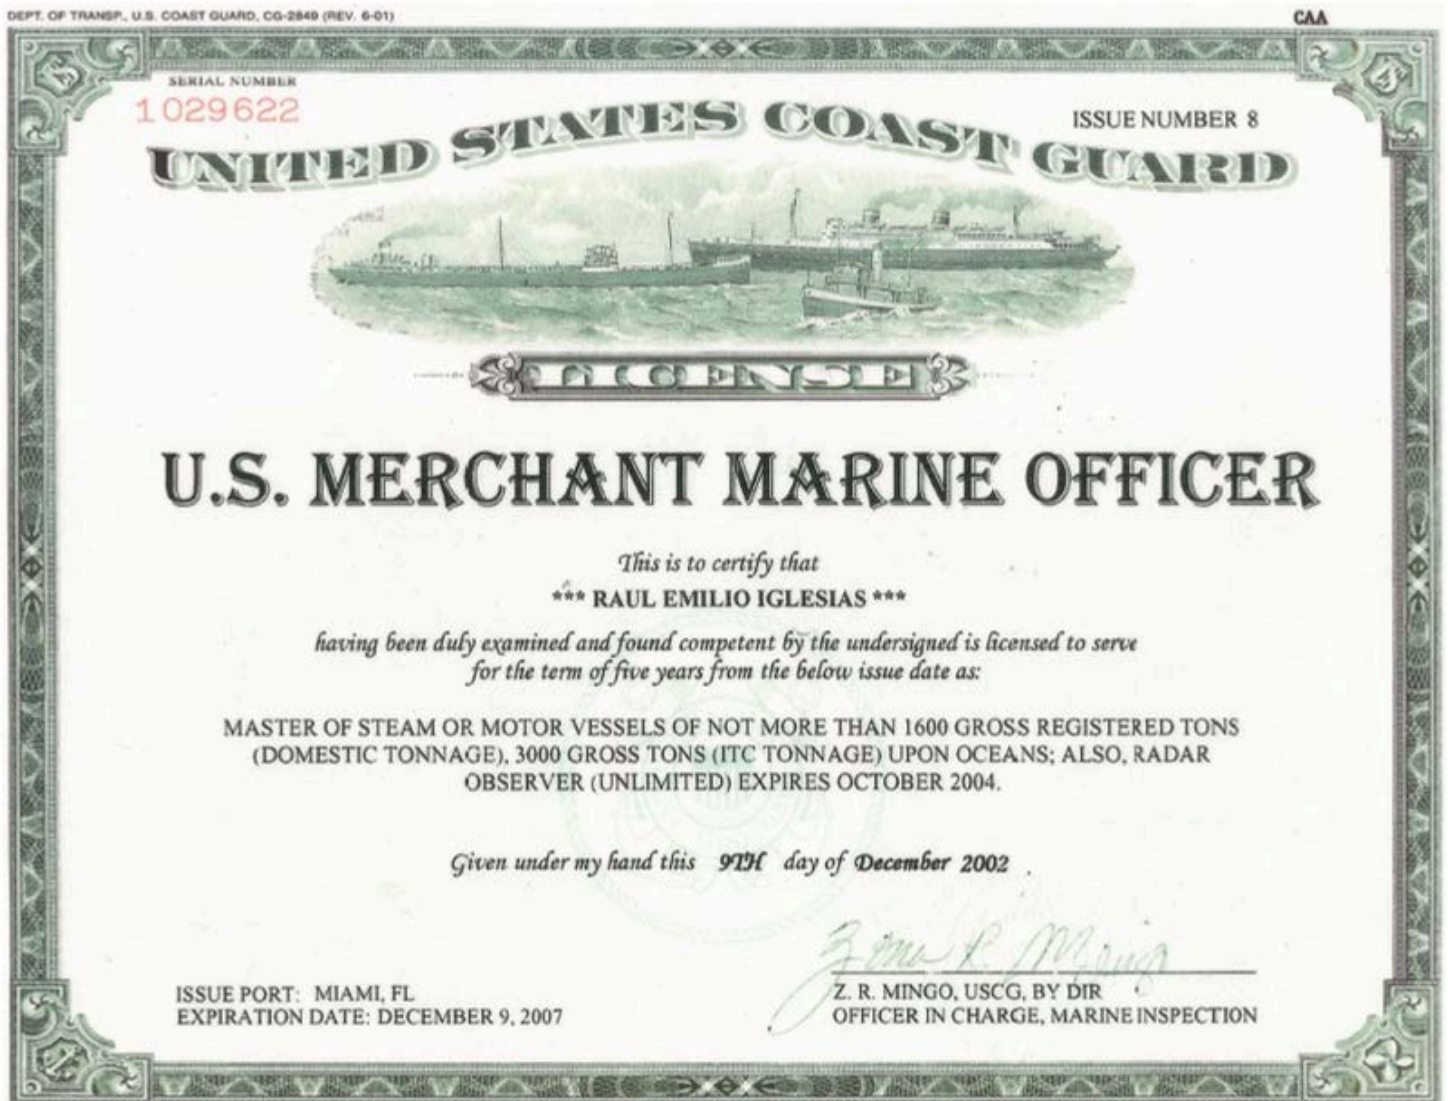 DEPT. OF TRANSP., U.S. COAST GUARD, CG-2849 (REV. 6-01)
CAA
SERIAL NUMBER
1029622
ISSUE NUMBER 8
UNITED STATES COAST GUARD
LICENSE
U.S. MERCHANT MARINE OFFICER
This is to certify that
*** RAUL EMILIO IGLESIAS ***
having been duly examined and found competent by the undersigned is licensed to serve
for the term of five years from the below issue date as:
MASTER OF STEAM OR MOTOR VESSELS OF NOT MORE THAN 1600 GROSS REGISTERED TONS
(DOMESTIC TONNAGE), 3000 GROSS TONS (ITC TONNAGE) UPON OCEANS; ALSO, RADAR
OBSERVER (UNLIMITED) EXPIRES OCTOBER 2004.
Given under my hand this 9TH day of December 2002.
Zona R. Mingo
ISSUE PORT: MIAMI, FL
EXPIRATION DATE: DECEMBER 9, 2007
Z. R. MINGO, USCG, BY DIR
OFFICER IN CHARGE, MARINE INSPECTION